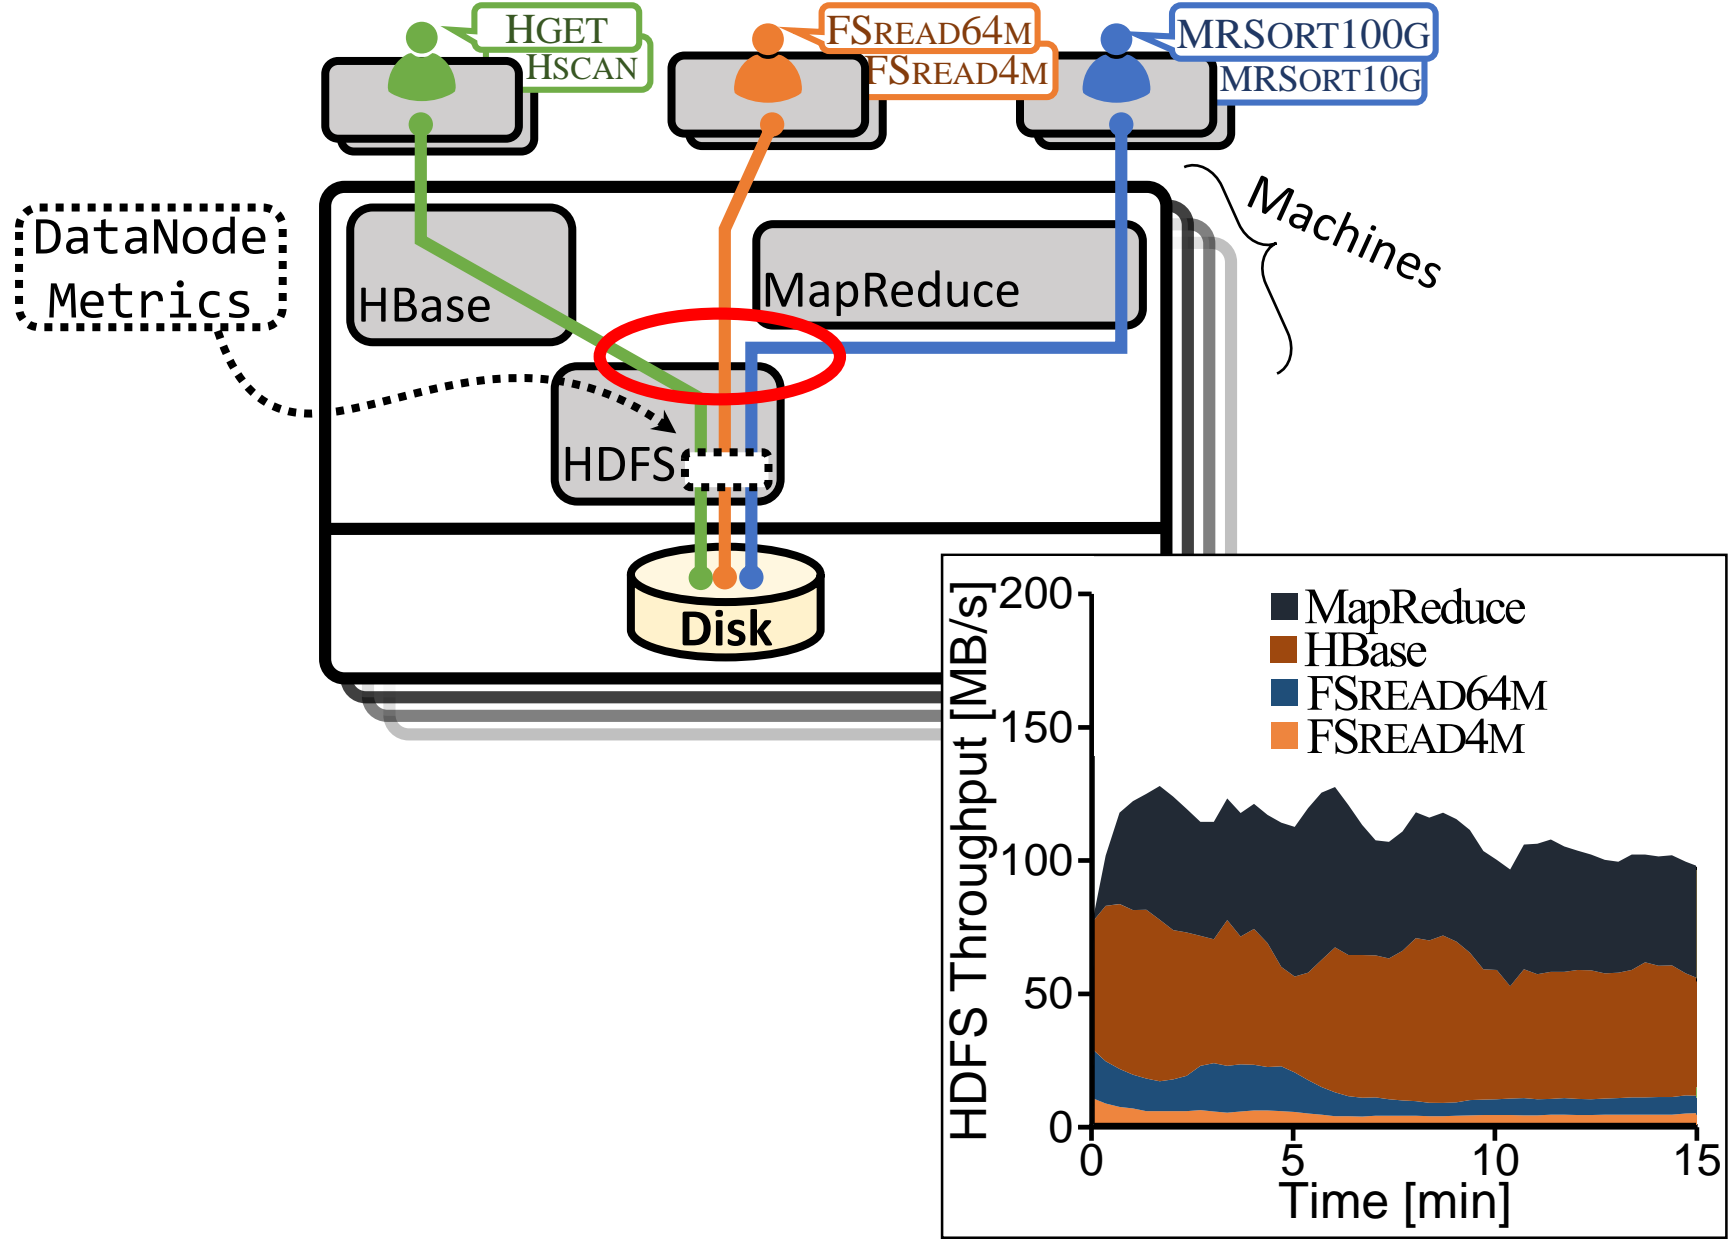 HGET
HSCAN
FSREAD64M
FSREAD4M
MRSORT100G
MRSORT10G
Machines
DataNode
Metrics
HBase
MapReduce
HDFS
Disk
HDFS Throughput [MB/s]
200
150
100
50
0
MapReduce
HBase
FSREAD64M
FSREAD4M
0 5 10 15
Time [min]